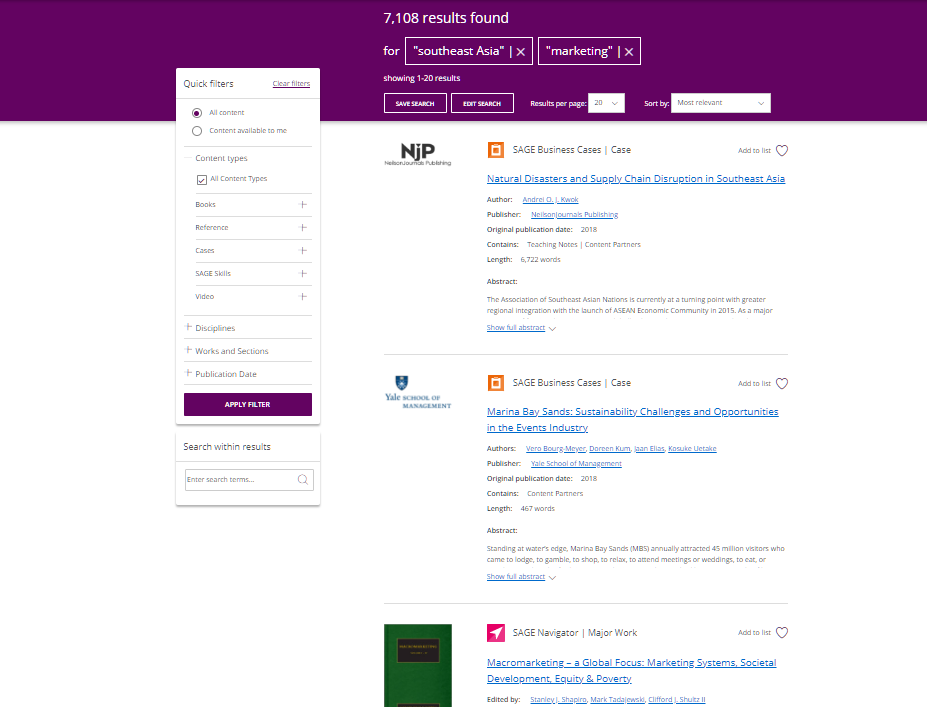 7,108 results found
for "southeast Asia" | × "marketing" | ×
showing 1-20 results
SAVE SEARCH EDIT SEARCH Results per page: 20 Sort by: Most relevant
Quick filters Clear filters
All content
Content available to me
Content types
All Content Types
Books
Reference
Cases
SAGE Skills
Video
Disciplines
Works and Sections
Publication Date
APPLY FILTER
Search within results
Enter search terms...
NJP
NeilsonJournals Publishing
SAGE Business Cases | Case
Add to list
Natural Disasters and Supply Chain Disruption in Southeast Asia
Author: Andrei O. J. Kwok
Publisher: NeilsonJournals Publishing
Original publication date: 2018
Contains: Teaching Notes | Content Partners
Length: 6,722 words
Abstract:
The Association of Southeast Asian Nations is currently at a turning point with greater
regional integration with the launch of ASEAN Economic Community in 2015. As a major
Show full abstract
Yale SCHOOL OF
MANAGEMENT
SAGE Business Cases | Case
Add to list
Marina Bay Sands: Sustainability Challenges and Opportunities
in the Events Industry
Authors: Vero Bourg-Meyer, Doreen Kum, Jaan Elias, Kosuke Uetake
Publisher: Yale School of Management
Original publication date: 2018
Contains: Content Partners
Length: 467 words
Abstract:
Standing at water's edge, Marina Bay Sands (MBS) annually attracted 45 million visitors who
came to lodge, to gamble, to shop, to relax, to attend meetings or weddings, to eat, or
Show full abstract
SAGE Navigator | Major Work
Add to list
Macromarketing – a Global Focus: Marketing Systems, Societal
Development, Equity & Poverty
Edited by: Stanley J. Shapiro, Mark Tadajewski, Clifford J. Shultz II